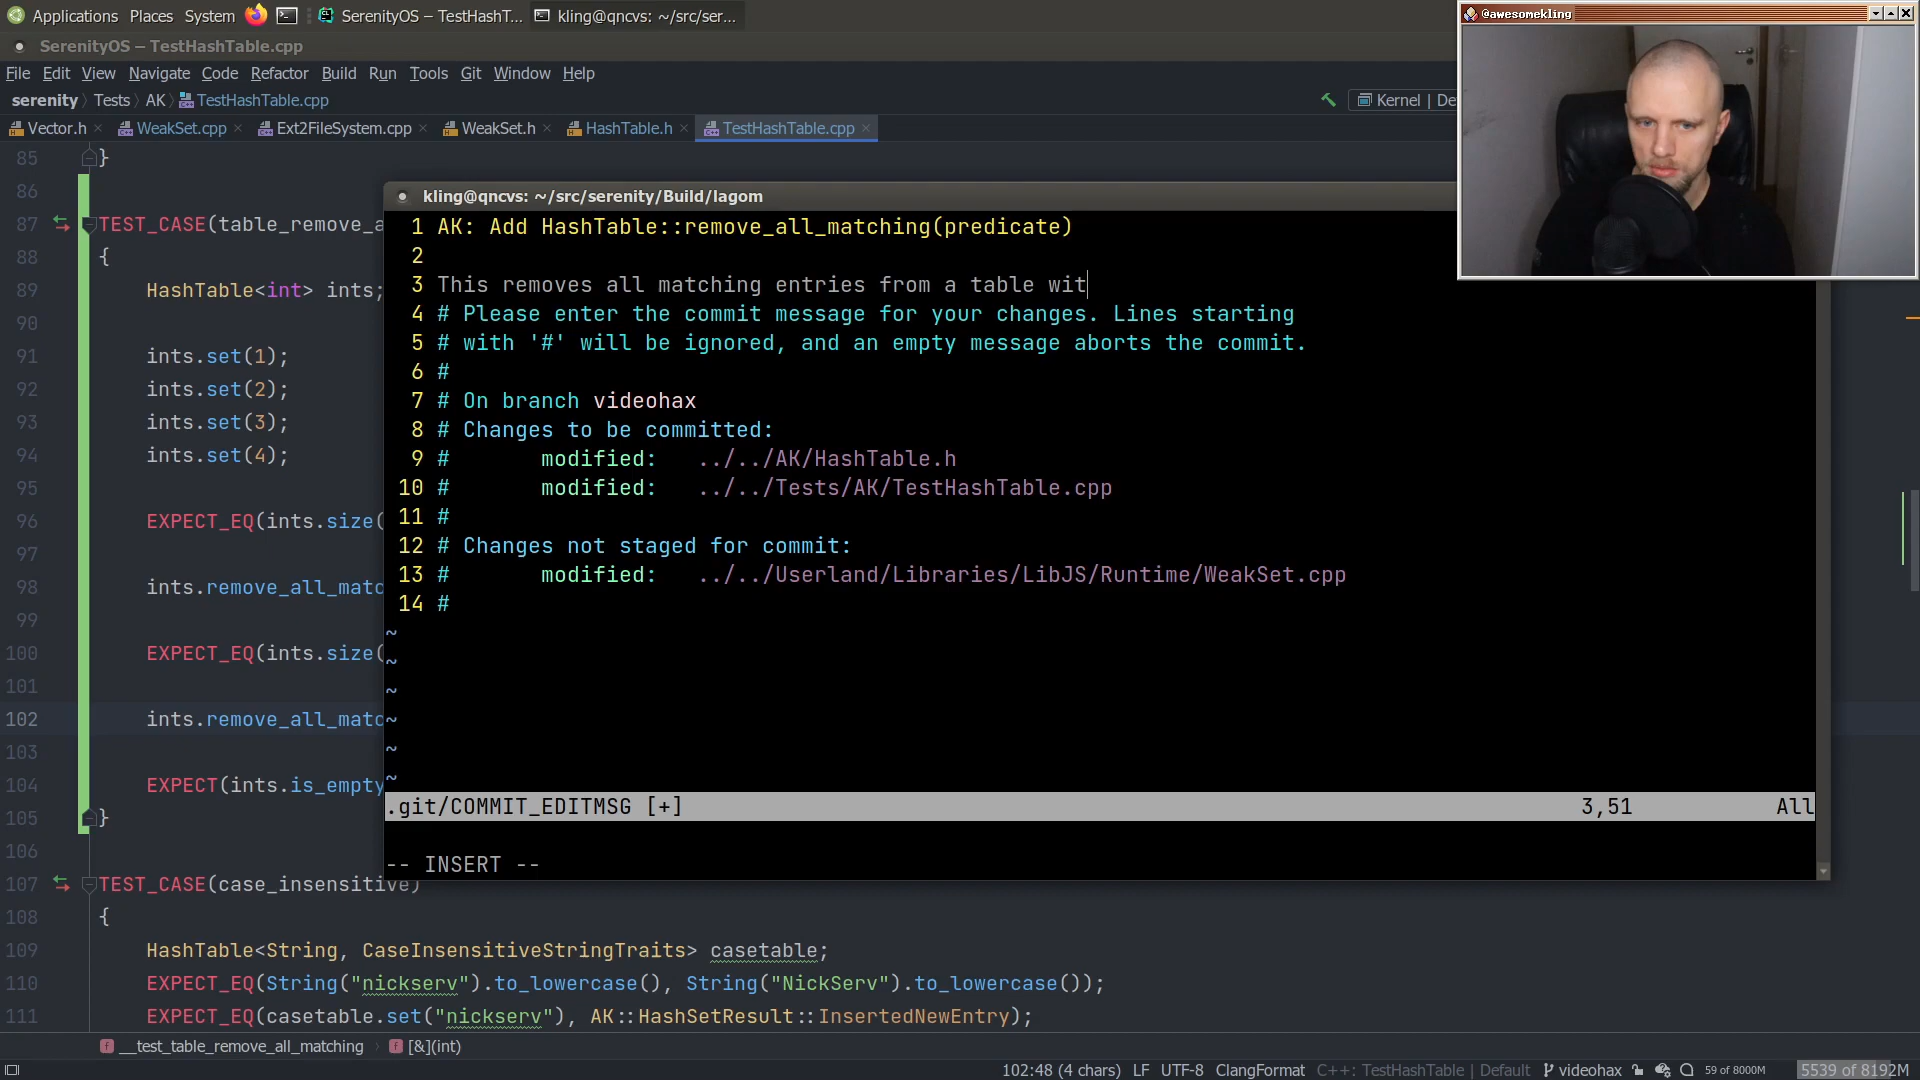 Applications Places System SerenityOS – TestHashT... kling@qncvs: ~/src/ser...
@awesomekling
SerenityOS – TestHashTable.cpp
File Edit View Navigate Code Refactor Build Run Tools Git Window Help
serenity Tests AK TestHashTable.cpp
Kernel | De
Vector.h WeakSet.cpp Ext2FileSystem.cpp WeakSet.h HashTable.h TestHashTable.cpp
85 }
86
87 TEST_CASE(table_remove_a
88 {
89 HashTable<int> ints;
90
91 ints.set(1);
92 ints.set(2);
93 ints.set(3);
94 ints.set(4);
95
96 EXPECT_EQ(ints.size(
97
98 ints.remove_all_matc
99
100 EXPECT_EQ(ints.size(
101
102 ints.remove_all_matc
103
104 EXPECT(ints.is_empty
105 }
106
107 TEST_CASE(case_insensitive)
108 {
109 HashTable<String, CaseInsensitiveStringTraits> casetable;
110 EXPECT_EQ(String("nickserv").to_lowercase(), String("NickServ").to_lowercase());
111 EXPECT_EQ(casetable.set("nickserv"), AK::HashSetResult::InsertedNewEntry);
kling@qncvs: ~/src/serenity/Build/lagom
1 AK: Add HashTable::remove_all_matching(predicate)
2
3 This removes all matching entries from a table wit
4 # Please enter the commit message for your changes. Lines starting
5 # with '#' will be ignored, and an empty message aborts the commit.
6 #
7 # On branch videohax
8 # Changes to be committed:
9 # modified: ../../AK/HashTable.h
10 # modified: ../../Tests/AK/TestHashTable.cpp
11 #
12 # Changes not staged for commit:
13 # modified: ../../Userland/Libraries/LibJS/Runtime/WeakSet.cpp
14 #
~
~
~
~
~
~
.git/COMMIT_EDITMSG [+] 3,51 All
-- INSERT --
__test_table_remove_all_matching [&](int)
102:48 (4 chars) LF UTF-8 ClangFormat C++: TestHashTable | Default videohax 59 of 8000M 5539 of 8192M